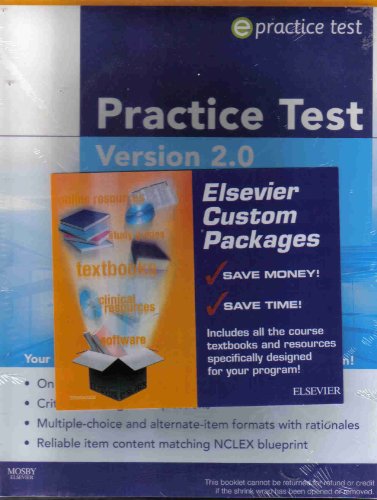 e practice test
Practice Test
Version 2.0
online resources
study guides
textbooks
clinical
resources
software
Elsevier
Custom
Packages
SAVE MONEY!
SAVE TIME!
Includes all the course
textbooks and resources
specifically designed
for your program!
ELSEVIER
Your
• On
• Multiple-choice and alternate-item formats with rationales
• Reliable item content matching NCLEX blueprint
MOSBY
ELSEVIER
This booklet cannot be returned for refund or credit
if the shrink wrap has been opened or removed.